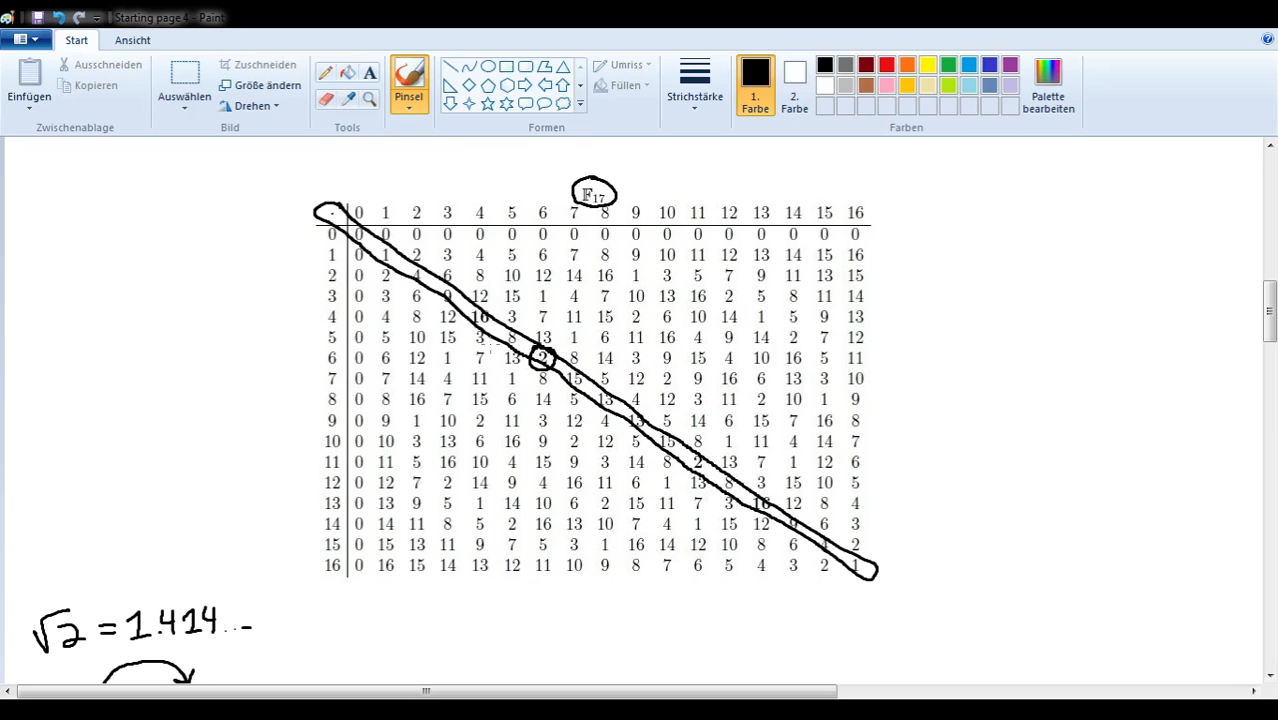 Starting page 4 - Paint
Start Ansicht
Einfügen
Ausschneiden
Kopieren
Zwischenablage
Auswählen
Zuschneiden
Größe ändern
Drehen
Bild
A
Tools
Pinsel
Umriss
Füllen
Formen
Strichstärke
1. Farbe
2. Farbe
Palette bearbeiten
Farben
𝔽17
· 0 1 2 3 4 5 6 7 8 9 10 11 12 13 14 15 16
0 0 0 0 0 0 0 0 0 0 0 0 0 0 0 0 0 0
1 0 1 2 3 4 5 6 7 8 9 10 11 12 13 14 15 16
2 0 2 4 6 8 10 12 14 16 1 3 5 7 9 11 13 15
3 0 3 6 9 12 15 1 4 7 10 13 16 2 5 8 11 14
4 0 4 8 12 16 3 7 11 15 2 6 10 14 1 5 9 13
5 0 5 10 15 3 8 13 1 6 11 16 4 9 14 2 7 12
6 0 6 12 1 7 13 2 8 14 3 9 15 4 10 16 5 11
7 0 7 14 4 11 1 8 15 5 12 2 9 16 6 13 3 10
8 0 8 16 7 15 6 14 5 13 4 12 3 11 2 10 1 9
9 0 9 1 10 2 11 3 12 4 13 5 14 6 15 7 16 8
10 0 10 3 13 6 16 9 2 12 5 15 8 1 11 4 14 7
11 0 11 5 16 10 4 15 9 3 14 8 2 13 7 1 12 6
12 0 12 7 2 14 9 4 16 11 6 1 13 8 3 15 10 5
13 0 13 9 5 1 14 10 6 2 15 11 7 3 16 12 8 4
14 0 14 11 8 5 2 16 13 10 7 4 1 15 12 9 6 3
15 0 15 13 11 9 7 5 3 1 16 14 12 10 8 6 4 2
16 0 16 15 14 13 12 11 10 9 8 7 6 5 4 3 2 1
√2 = 1.414...